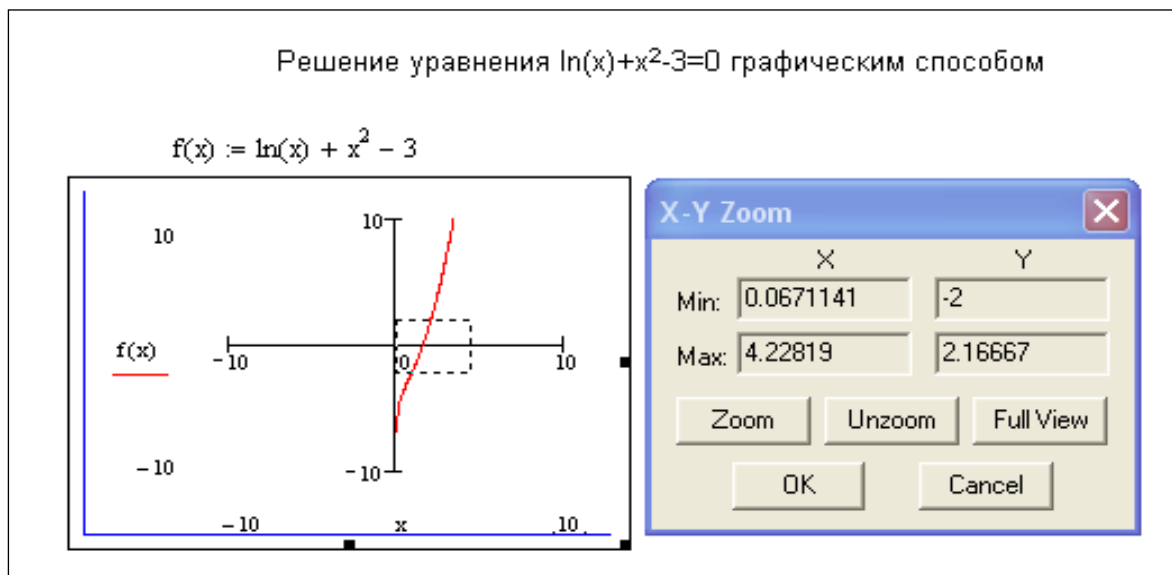 Решение уравнения ln(x)+x²-3=0 графическим способом
f(x) := ln(x) + x² − 3
10
f(x)
−10
10
−10
0
10
−10
−10
x
10
X-Y Zoom
X Y
Min: 0.0671141 -2
Max: 4.22819 2.16667
Zoom Unzoom Full View
OK Cancel